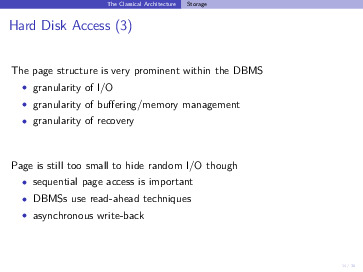 The Classical Architecture Storage
Hard Disk Access (3)
The page structure is very prominent within the DBMS
• granularity of I/O
• granularity of buffering/memory management
• granularity of recovery
Page is still too small to hide random I/O though
• sequential page access is important
• DBMSs use read-ahead techniques
• asynchronous write-back